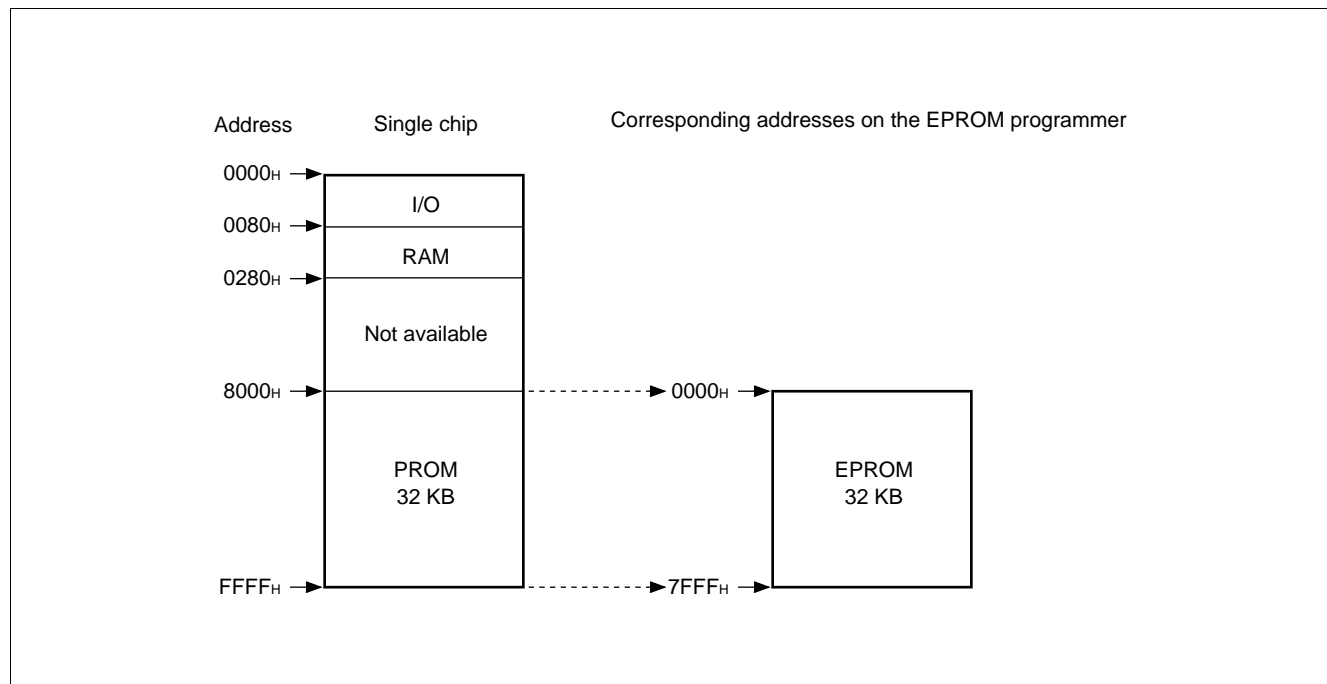 Address Single chip Corresponding addresses on the EPROM programmer
0000H
I/O
0080H
RAM
0280H
Not available
8000H 0000H
PROM EPROM
32 KB 32 KB
FFFFH 7FFFH